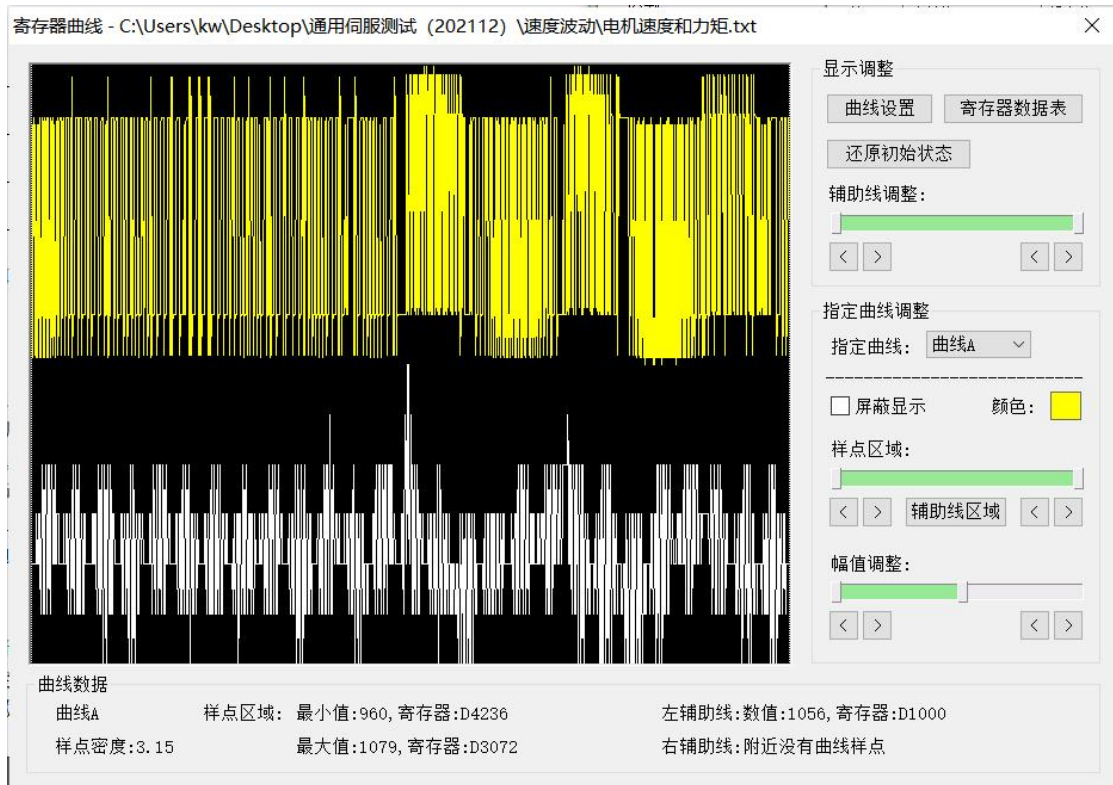 寄存器曲线 - C:\Users\kw\Desktop\通用伺服测试 (202112) \速度波动\电机速度和力矩.txt
显示调整
曲线设置 寄存器数据表
还原初始状态
辅助线调整:
< > < >
指定曲线调整
指定曲线: 曲线A
屏蔽显示 颜色:
样点区域:
< > 辅助线区域 < >
幅值调整:
< > < >
曲线数据
曲线A 样点区域: 最小值:960,寄存器:D4236 左辅助线:数值:1056,寄存器:D1000
样点密度:3.15 最大值:1079,寄存器:D3072 右辅助线:附近没有曲线样点